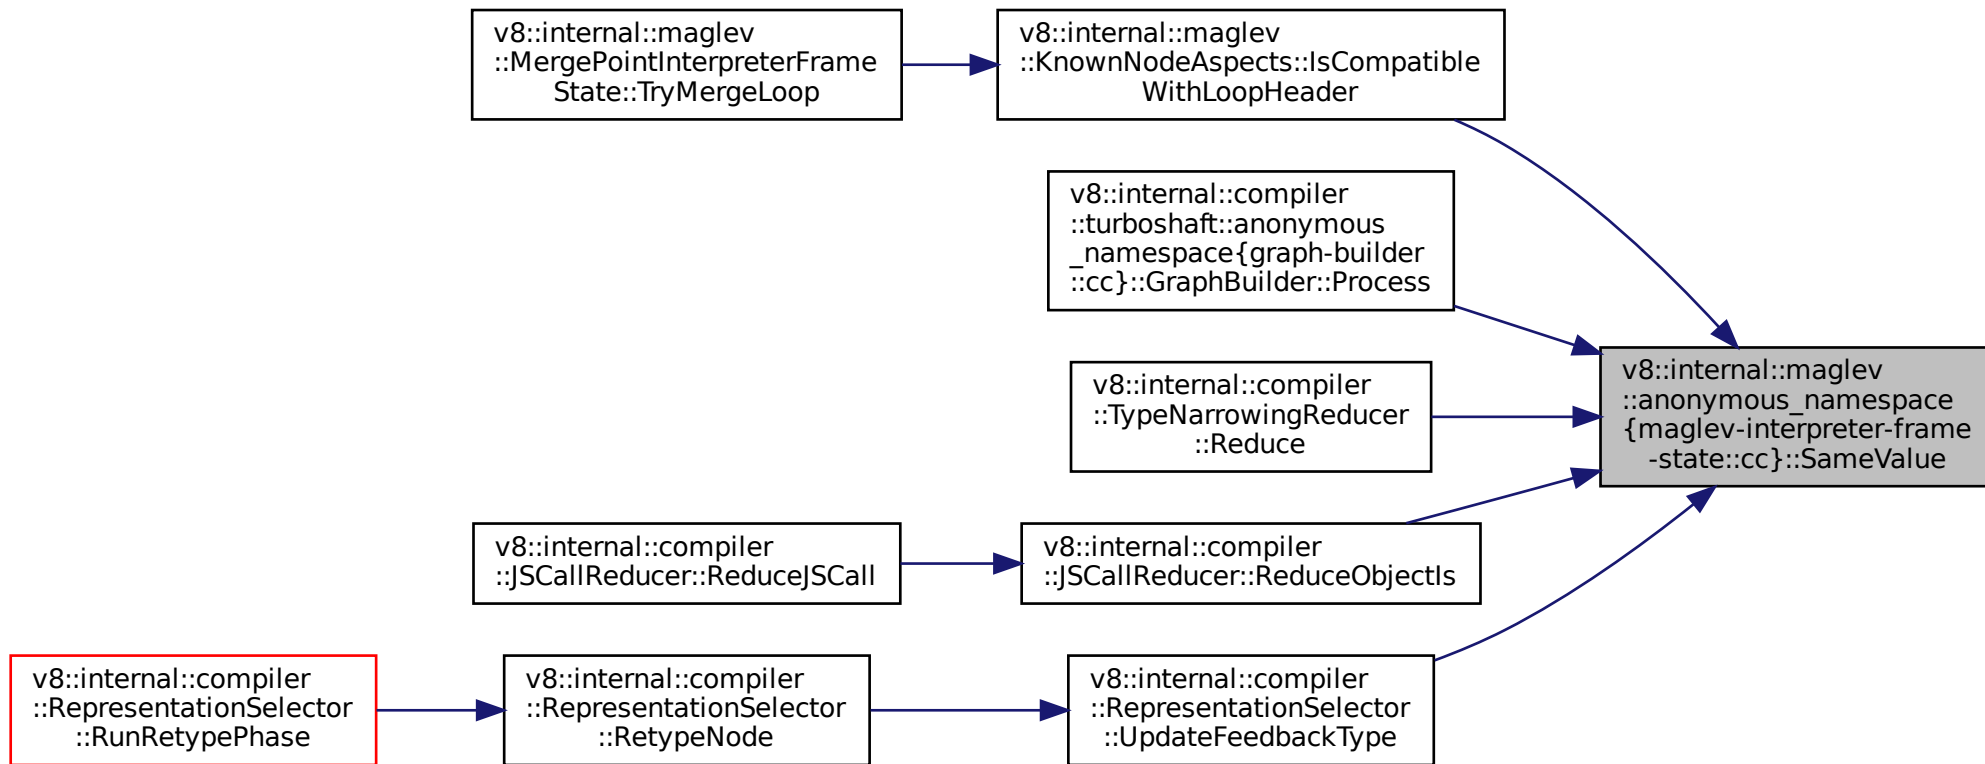 v8::internal::maglev
::MergePointInterpreterFrame
State::TryMergeLoop
v8::internal::maglev
::KnownNodeAspects::IsCompatible
WithLoopHeader
v8::internal::compiler
::turboshaft::anonymous
_namespace{graph-builder
::cc}::GraphBuilder::Process
v8::internal::compiler
::TypeNarrowingReducer
::Reduce
v8::internal::maglev
::anonymous_namespace
{maglev-interpreter-frame
-state::cc}::SameValue
v8::internal::compiler
::JSCallReducer::ReduceJSCall
v8::internal::compiler
::JSCallReducer::ReduceObjectIs
v8::internal::compiler
::RepresentationSelector
::RunRetypePhase
v8::internal::compiler
::RepresentationSelector
::RetypeNode
v8::internal::compiler
::RepresentationSelector
::UpdateFeedbackType